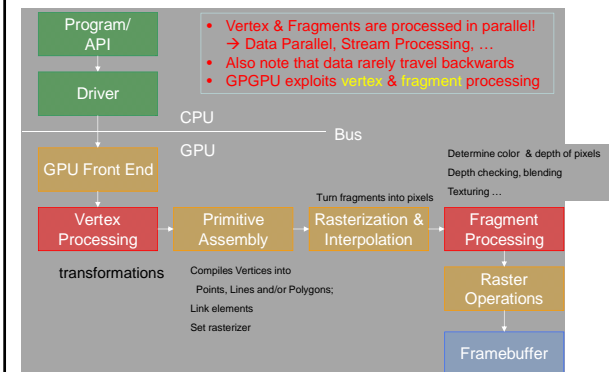 Program/
API
• Vertex & Fragments are processed in parallel!
→ Data Parallel, Stream Processing, …
• Also note that data rarely travel backwards
• GPGPU exploits vertex & fragment processing
Driver
CPU
Bus
GPU
GPU Front End
Determine color & depth of pixels
Depth checking, blending
Texturing …
Turn fragments into pixels
Vertex
Processing
Primitive
Assembly
Rasterization &
Interpolation
Fragment
Processing
transformations
Compiles Vertices into
Points, Lines and/or Polygons;
Link elements
Set rasterizer
Raster
Operations
Framebuffer